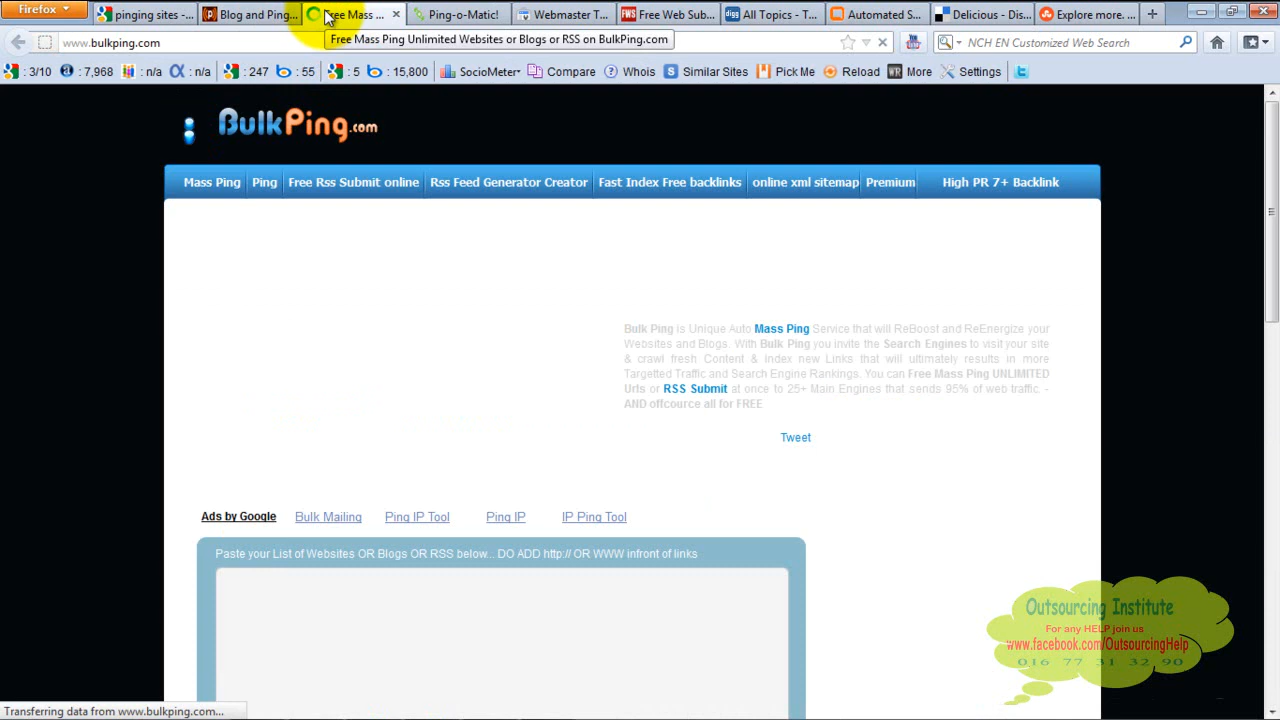 Firefox
pinging sites - ...
Blog and Ping...
Free Mass ...
Ping-o-Matic!
Webmaster T...
Free Web Sub...
All Topics - T...
Automated S...
Delicious - Dis...
Explore more. ...
www.bulkping.com
Free Mass Ping Unlimited Websites or Blogs or RSS on BulkPing.com
NCH EN Customized Web Search
: 3/10 : 7,968 : n/a : n/a : 247 : 55 : 5 : 15,800 SocioMeter Compare Whois Similar Sites Pick Me Reload More Settings
BulkPing.com
Mass Ping Ping Free Rss Submit online Rss Feed Generator Creator Fast Index Free backlinks online xml sitemap Premium High PR 7+ Backlink
Bulk Ping is Unique Auto Mass Ping Service that will ReBoost and ReEnergize your
Websites and Blogs. With Bulk Ping you invite the Search Engines to visit your site
& crawl fresh Content & Index new Links that will ultimately results in more
Targetted Traffic and Search Engine Rankings. You can Free Mass Ping UNLIMITED
Urls or RSS Submit at once to 25+ Main Engines that sends 95% of web traffic. -
AND offcource all for FREE
Tweet
Ads by Google Bulk Mailing Ping IP Tool Ping IP IP Ping Tool
Paste your List of Websites OR Blogs OR RSS below... DO ADD http:// OR WWW infront of links
Outsourcing Institute
For any HELP join us
www.facebook.com/OutsourcingHelp
016 77 31 32 90
Transferring data from www.bulkping.com...